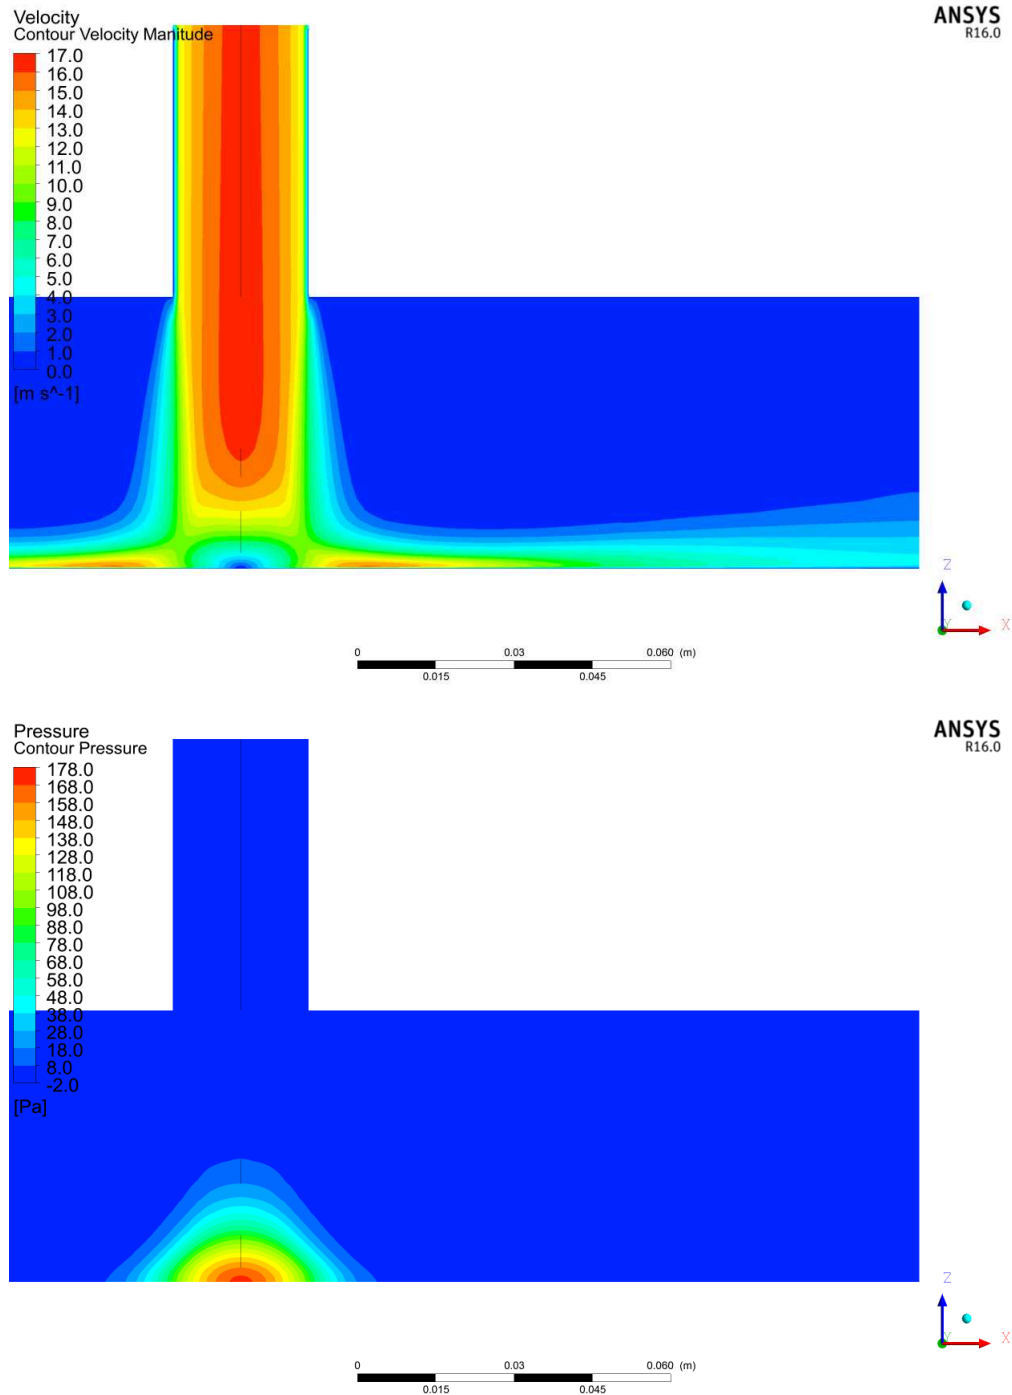 Velocity
Contour Velocity Manitude
ANSYS
R16.0
17.0
16.0
15.0
14.0
13.0
12.0
11.0
10.0
9.0
8.0
7.0
6.0
5.0
4.0
3.0
2.0
1.0
0.0
[m s^-1]
Z
Y
X
0 0.03 0.060 (m)
0.015 0.045
Pressure
Contour Pressure
ANSYS
R16.0
178.0
168.0
158.0
148.0
138.0
128.0
118.0
108.0
98.0
88.0
78.0
68.0
58.0
48.0
38.0
28.0
18.0
8.0
-2.0
[Pa]
Z
Y
X
0 0.03 0.060 (m)
0.015 0.045